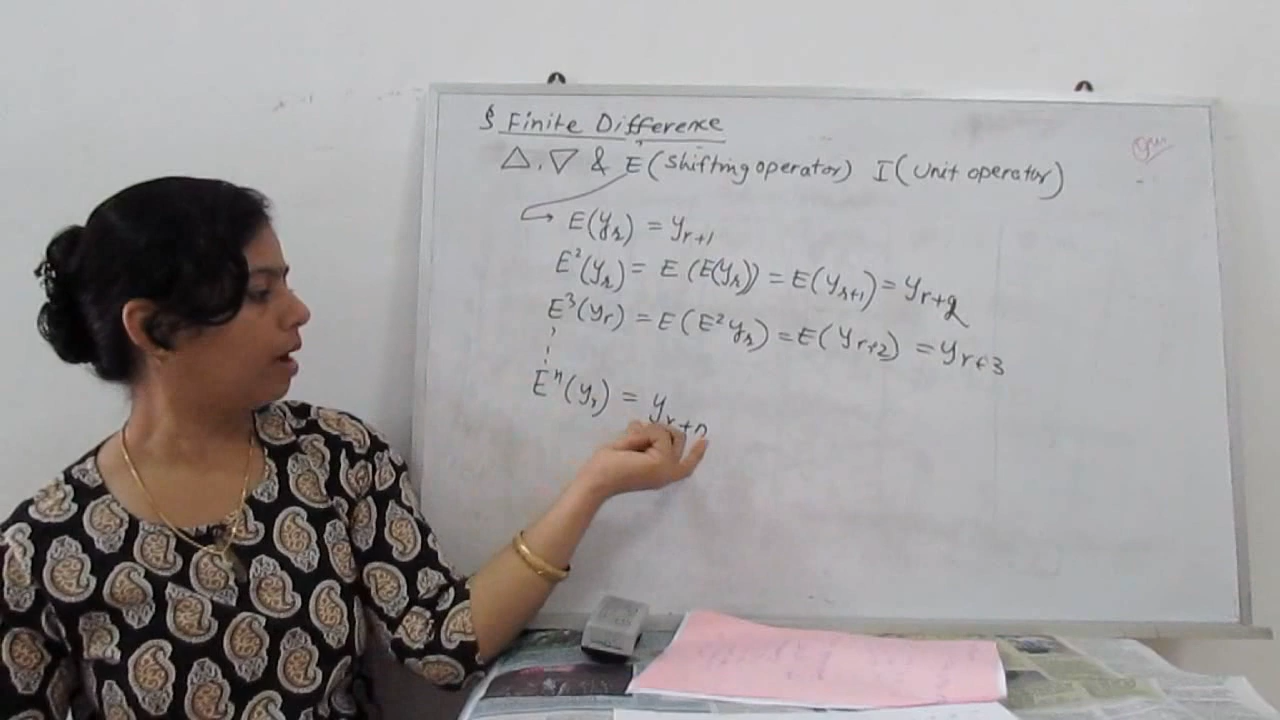 § Finite Difference
△, ▽ & E (Shifting operator) I (Unit operator)
E(yᵣ) = yᵣ₊₁
E²(yᵣ) = E(E(yᵣ)) = E(yᵣ₊₁) = yᵣ₊₂
E³(yᵣ) = E(E²yᵣ) = E(yᵣ₊₂) = yᵣ₊₃
Eⁿ(yᵣ) = yᵣ₊ₙ